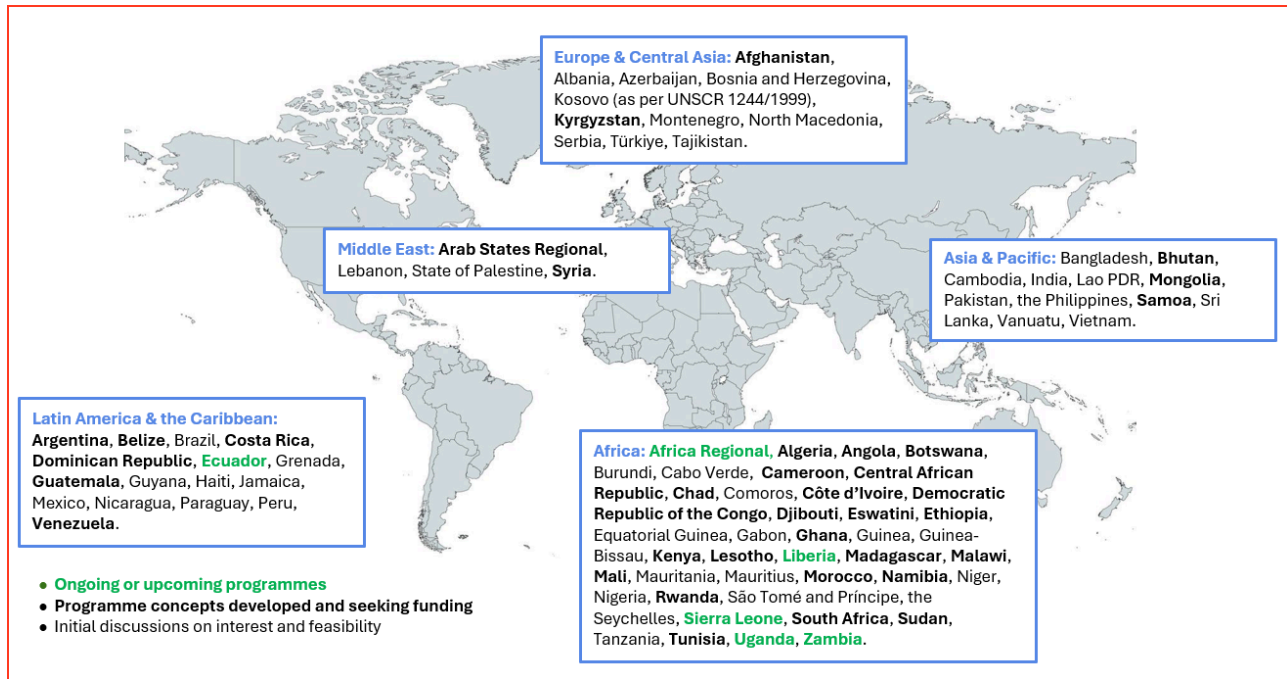 Europe & Central Asia: Afghanistan,
Albania, Azerbaijan, Bosnia and Herzegovina,
Kosovo (as per UNSCR 1244/1999),
Kyrgyzstan, Montenegro, North Macedonia,
Serbia, Türkiye, Tajikistan.
Middle East: Arab States Regional,
Lebanon, State of Palestine, Syria.
Asia & Pacific: Bangladesh, Bhutan,
Cambodia, India, Lao PDR, Mongolia,
Pakistan, the Philippines, Samoa, Sri
Lanka, Vanuatu, Vietnam.
Latin America & the Caribbean:
Argentina, Belize, Brazil, Costa Rica,
Dominican Republic, Ecuador, Grenada,
Guatemala, Guyana, Haiti, Jamaica,
Mexico, Nicaragua, Paraguay, Peru,
Venezuela.
Africa: Africa Regional, Algeria, Angola, Botswana,
Burundi, Cabo Verde, Cameroon, Central African
Republic, Chad, Comoros, Côte d’Ivoire, Democratic
Republic of the Congo, Djibouti, Eswatini, Ethiopia,
Equatorial Guinea, Gabon, Ghana, Guinea, Guinea-
Bissau, Kenya, Lesotho, Liberia, Madagascar, Malawi,
Mali, Mauritania, Mauritius, Morocco, Namibia, Niger,
Nigeria, Rwanda, São Tomé and Príncipe, the
Seychelles, Sierra Leone, South Africa, Sudan,
Tanzania, Tunisia, Uganda, Zambia.
● Ongoing or upcoming programmes
● Programme concepts developed and seeking funding
● Initial discussions on interest and feasibility